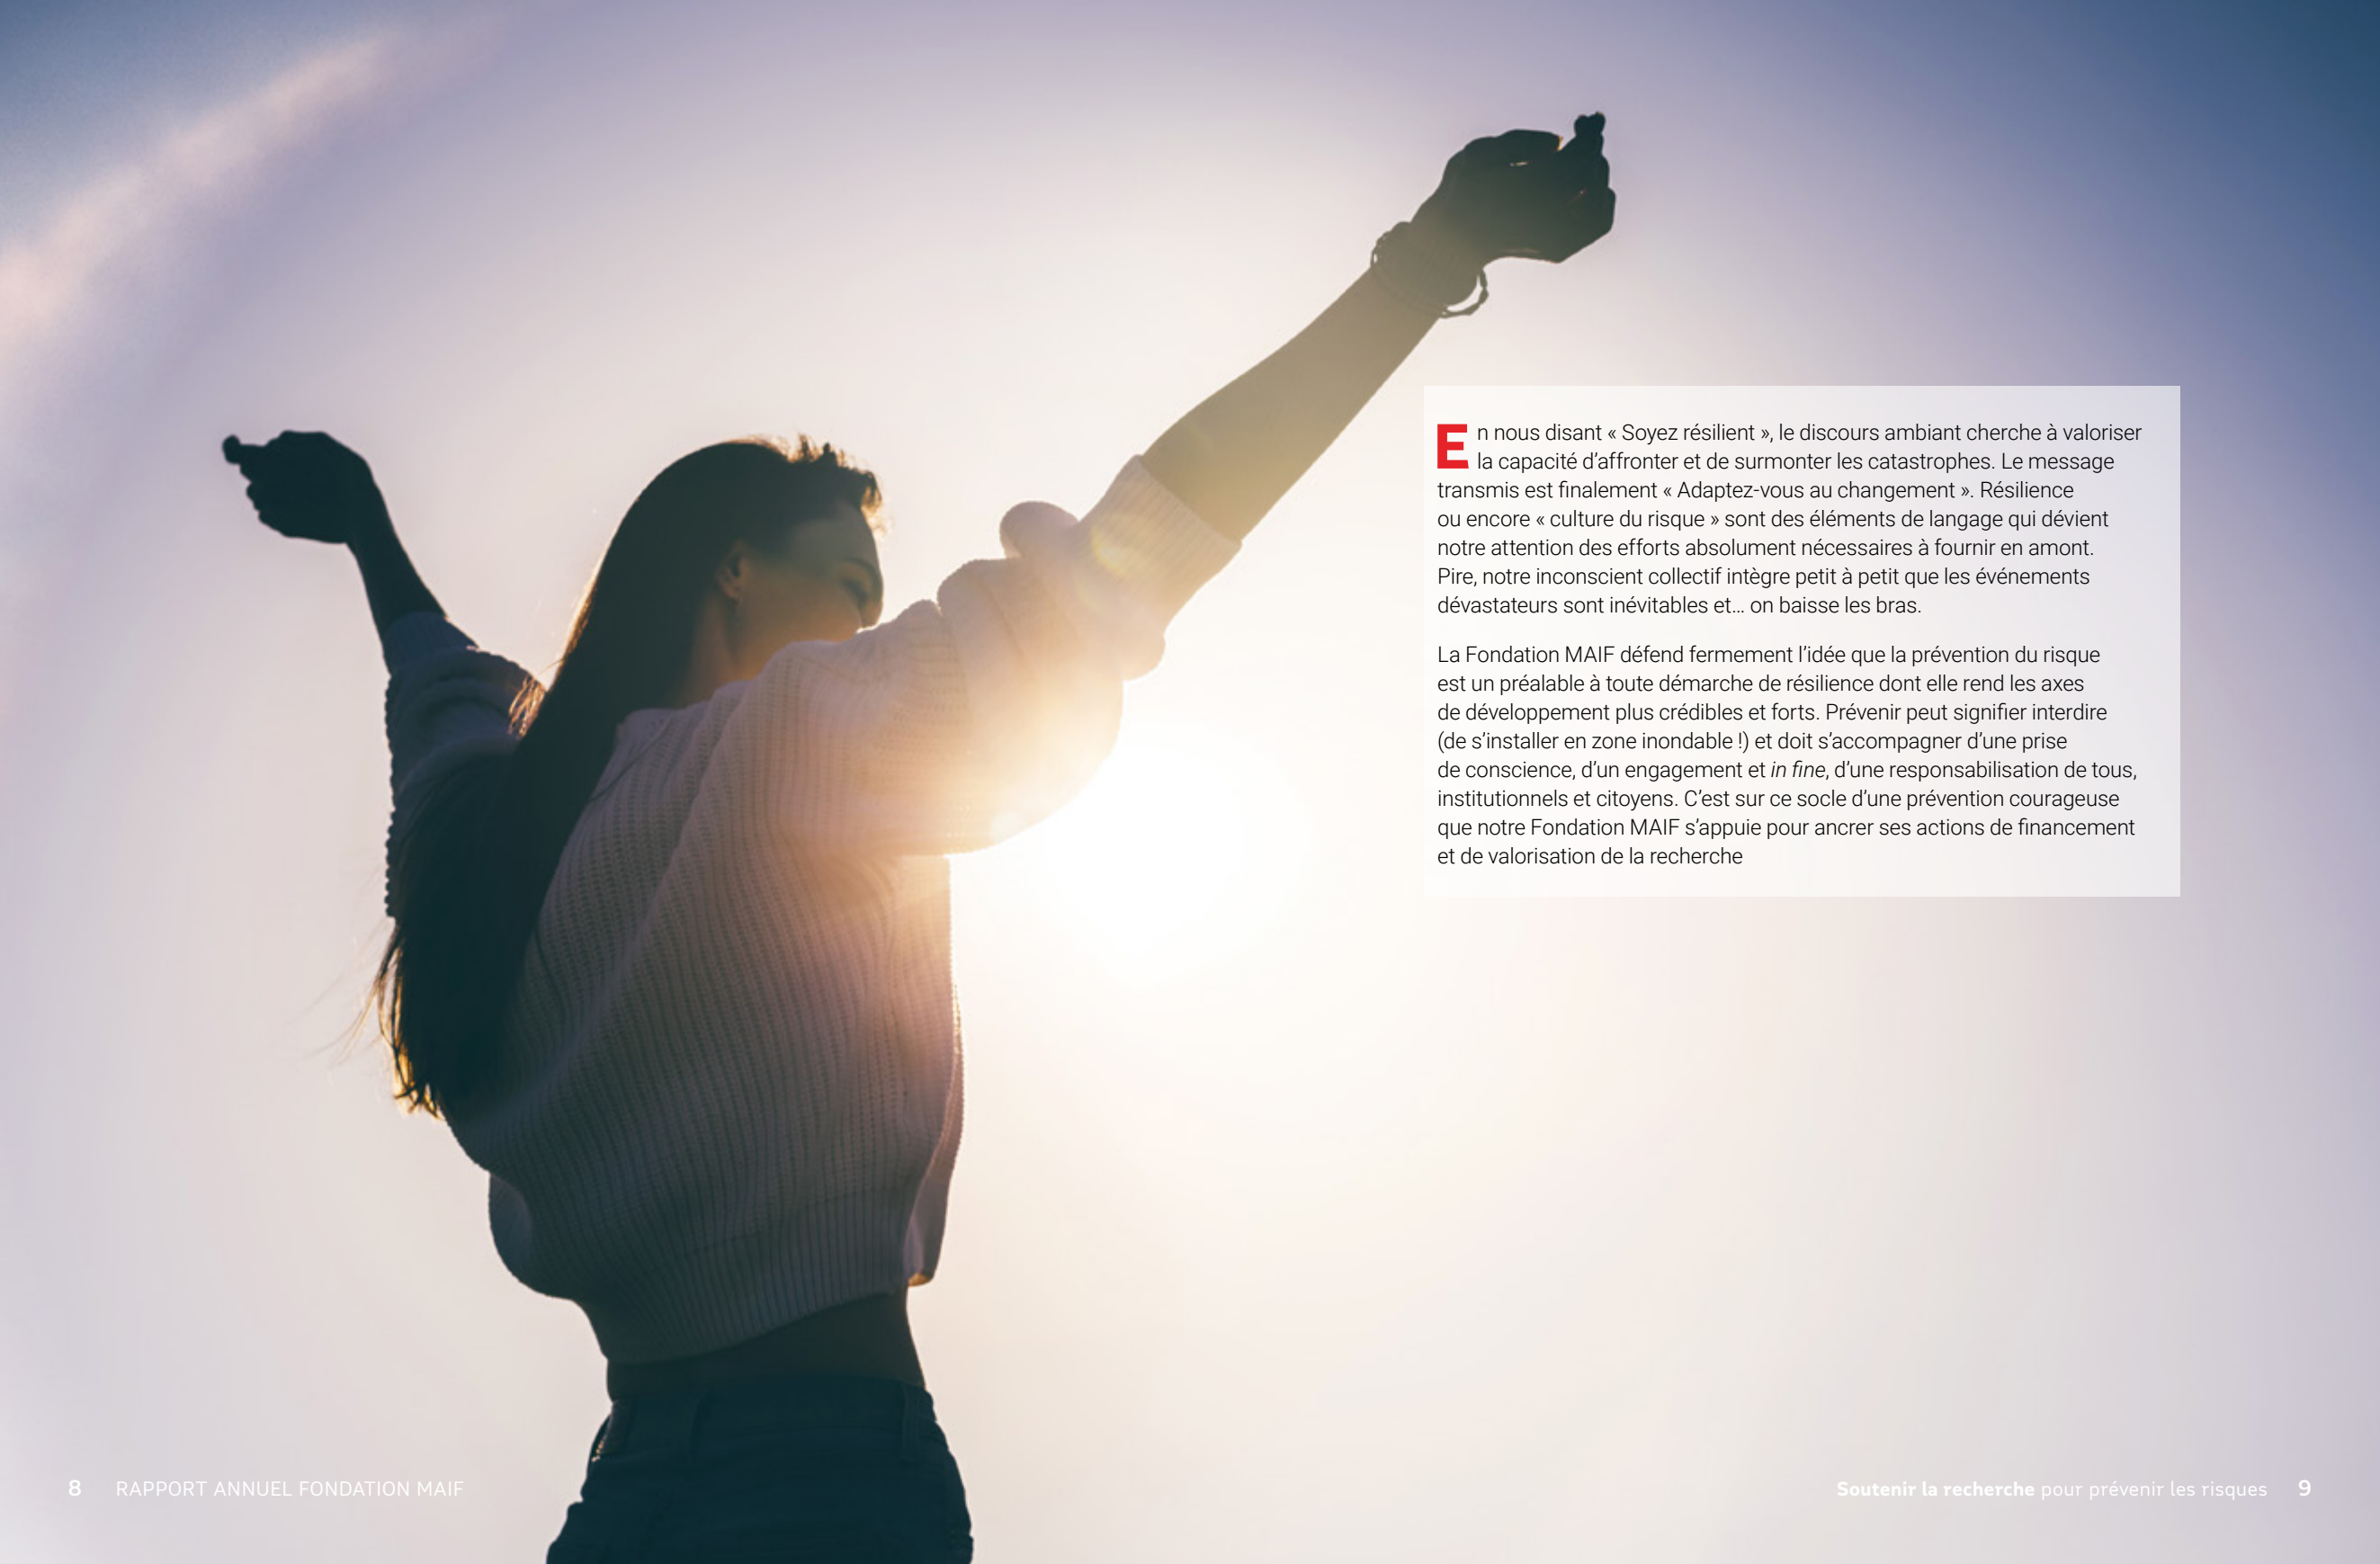 En nous disant « Soyez résilient », le discours ambiant cherche à valoriser
la capacité d’affronter et de surmonter les catastrophes. Le message
transmis est finalement « Adaptez-vous au changement ». Résilience
ou encore « culture du risque » sont des éléments de langage qui dévient
notre attention des efforts absolument nécessaires à fournir en amont.
Pire, notre inconscient collectif intègre petit à petit que les événements
dévastateurs sont inévitables et… on baisse les bras.
La Fondation MAIF défend fermement l’idée que la prévention du risque
est un préalable à toute démarche de résilience dont elle rend les axes
de développement plus crédibles et forts. Prévenir peut signifier interdire
(de s’installer en zone inondable !) et doit s’accompagner d’une prise
de conscience, d’un engagement et in fine, d’une responsabilisation de tous,
institutionnels et citoyens. C’est sur ce socle d’une prévention courageuse
que notre Fondation MAIF s’appuie pour ancrer ses actions de financement
et de valorisation de la recherche
8 RAPPORT ANNUEL FONDATION MAIF
Soutenir la recherche pour prévenir les risques 9